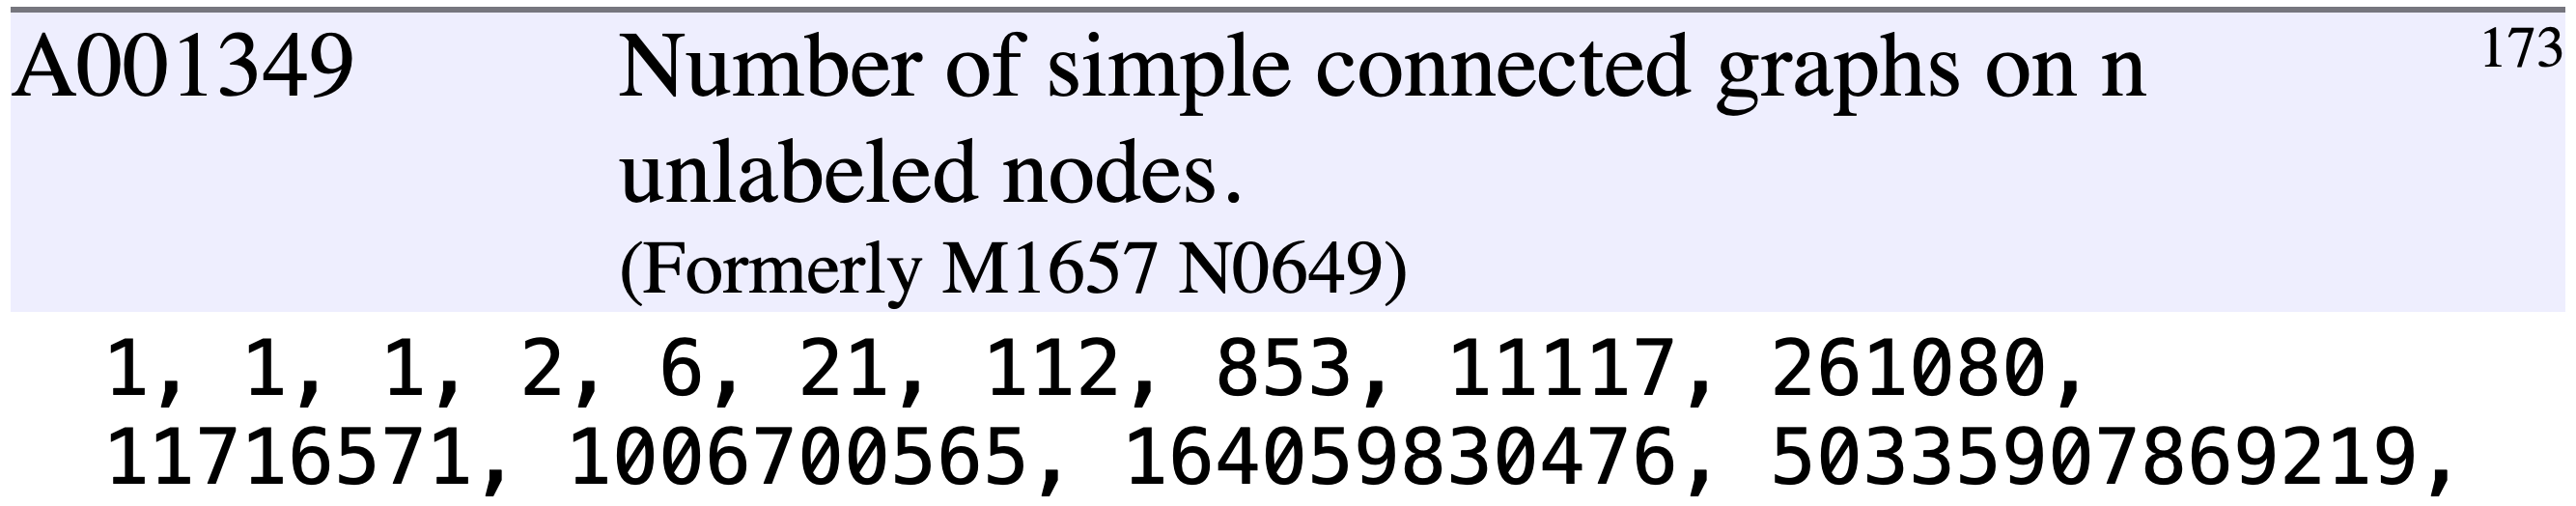 A001349 Number of simple connected graphs on n 173
unlabeled nodes.
(Formerly M1657 N0649)
1, 1, 1, 2, 6, 21, 112, 853, 11117, 261080,
11716571, 1006700565, 164059830476, 50335907869219,